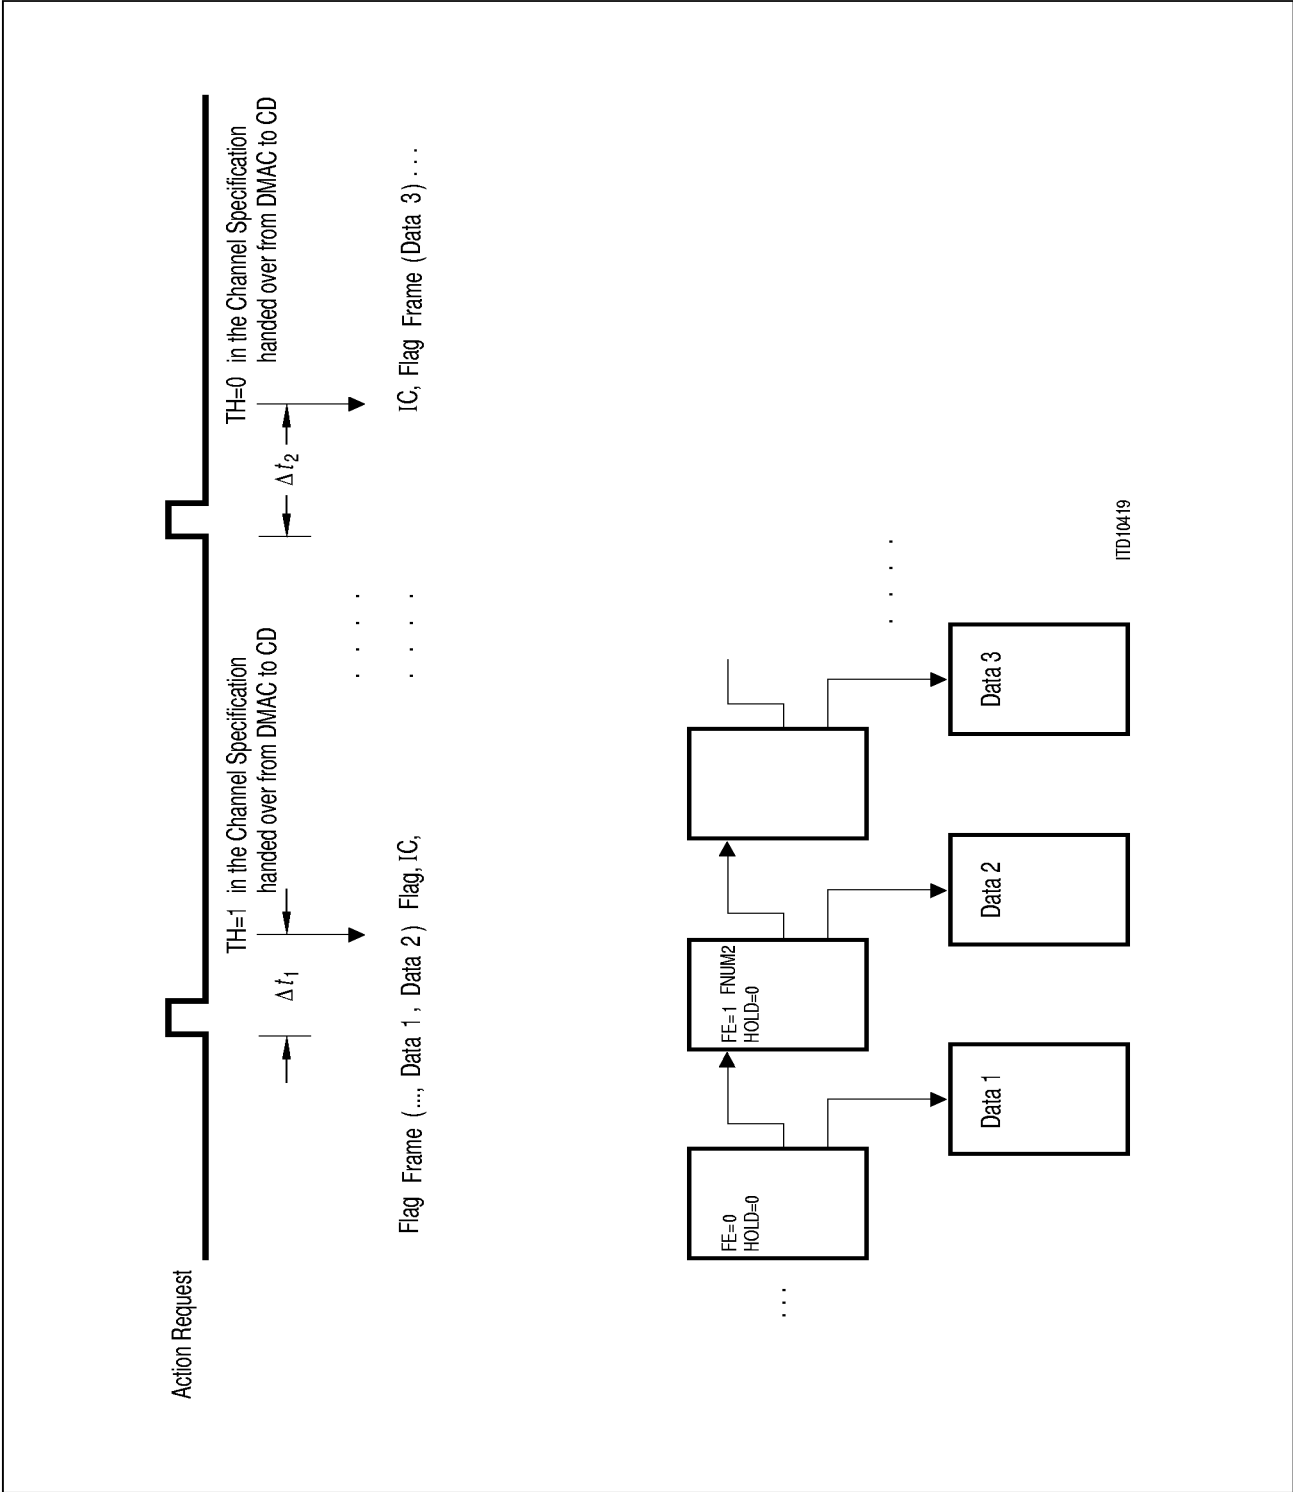 Action Request
TH=1 in the Channel Specification
handed over from DMAC to CD
TH=0 in the Channel Specification
handed over from DMAC to CD
Δt₁
Δt₂
. . . .
Flag Frame (..., Data 1, Data 2) Flag, IC,
. . . .
IC, Flag Frame (Data 3) . . .
. . .
FE=0
HOLD=0
FE=1 FNUM2
HOLD=0
. . . .
Data 1
Data 2
Data 3
ITD10419